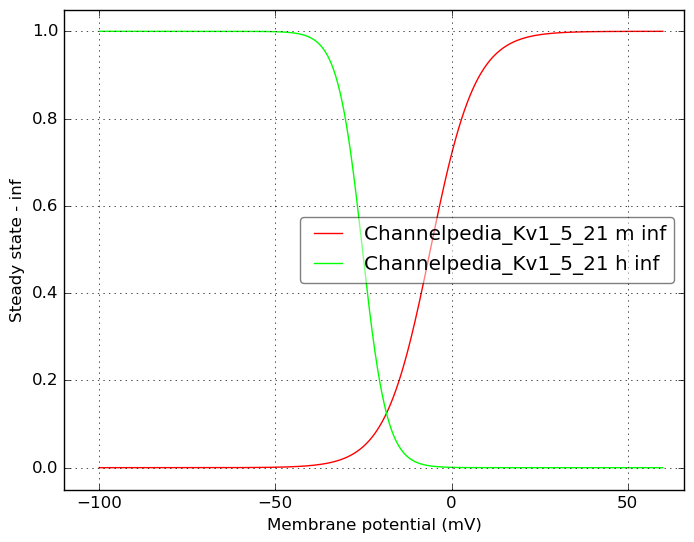 1.0
0.8
0.6
0.4
0.2
0.0
Steady state - inf
Channelpedia_Kv1_5_21 m inf
Channelpedia_Kv1_5_21 h inf
−100
−50
0
50
Membrane potential (mV)